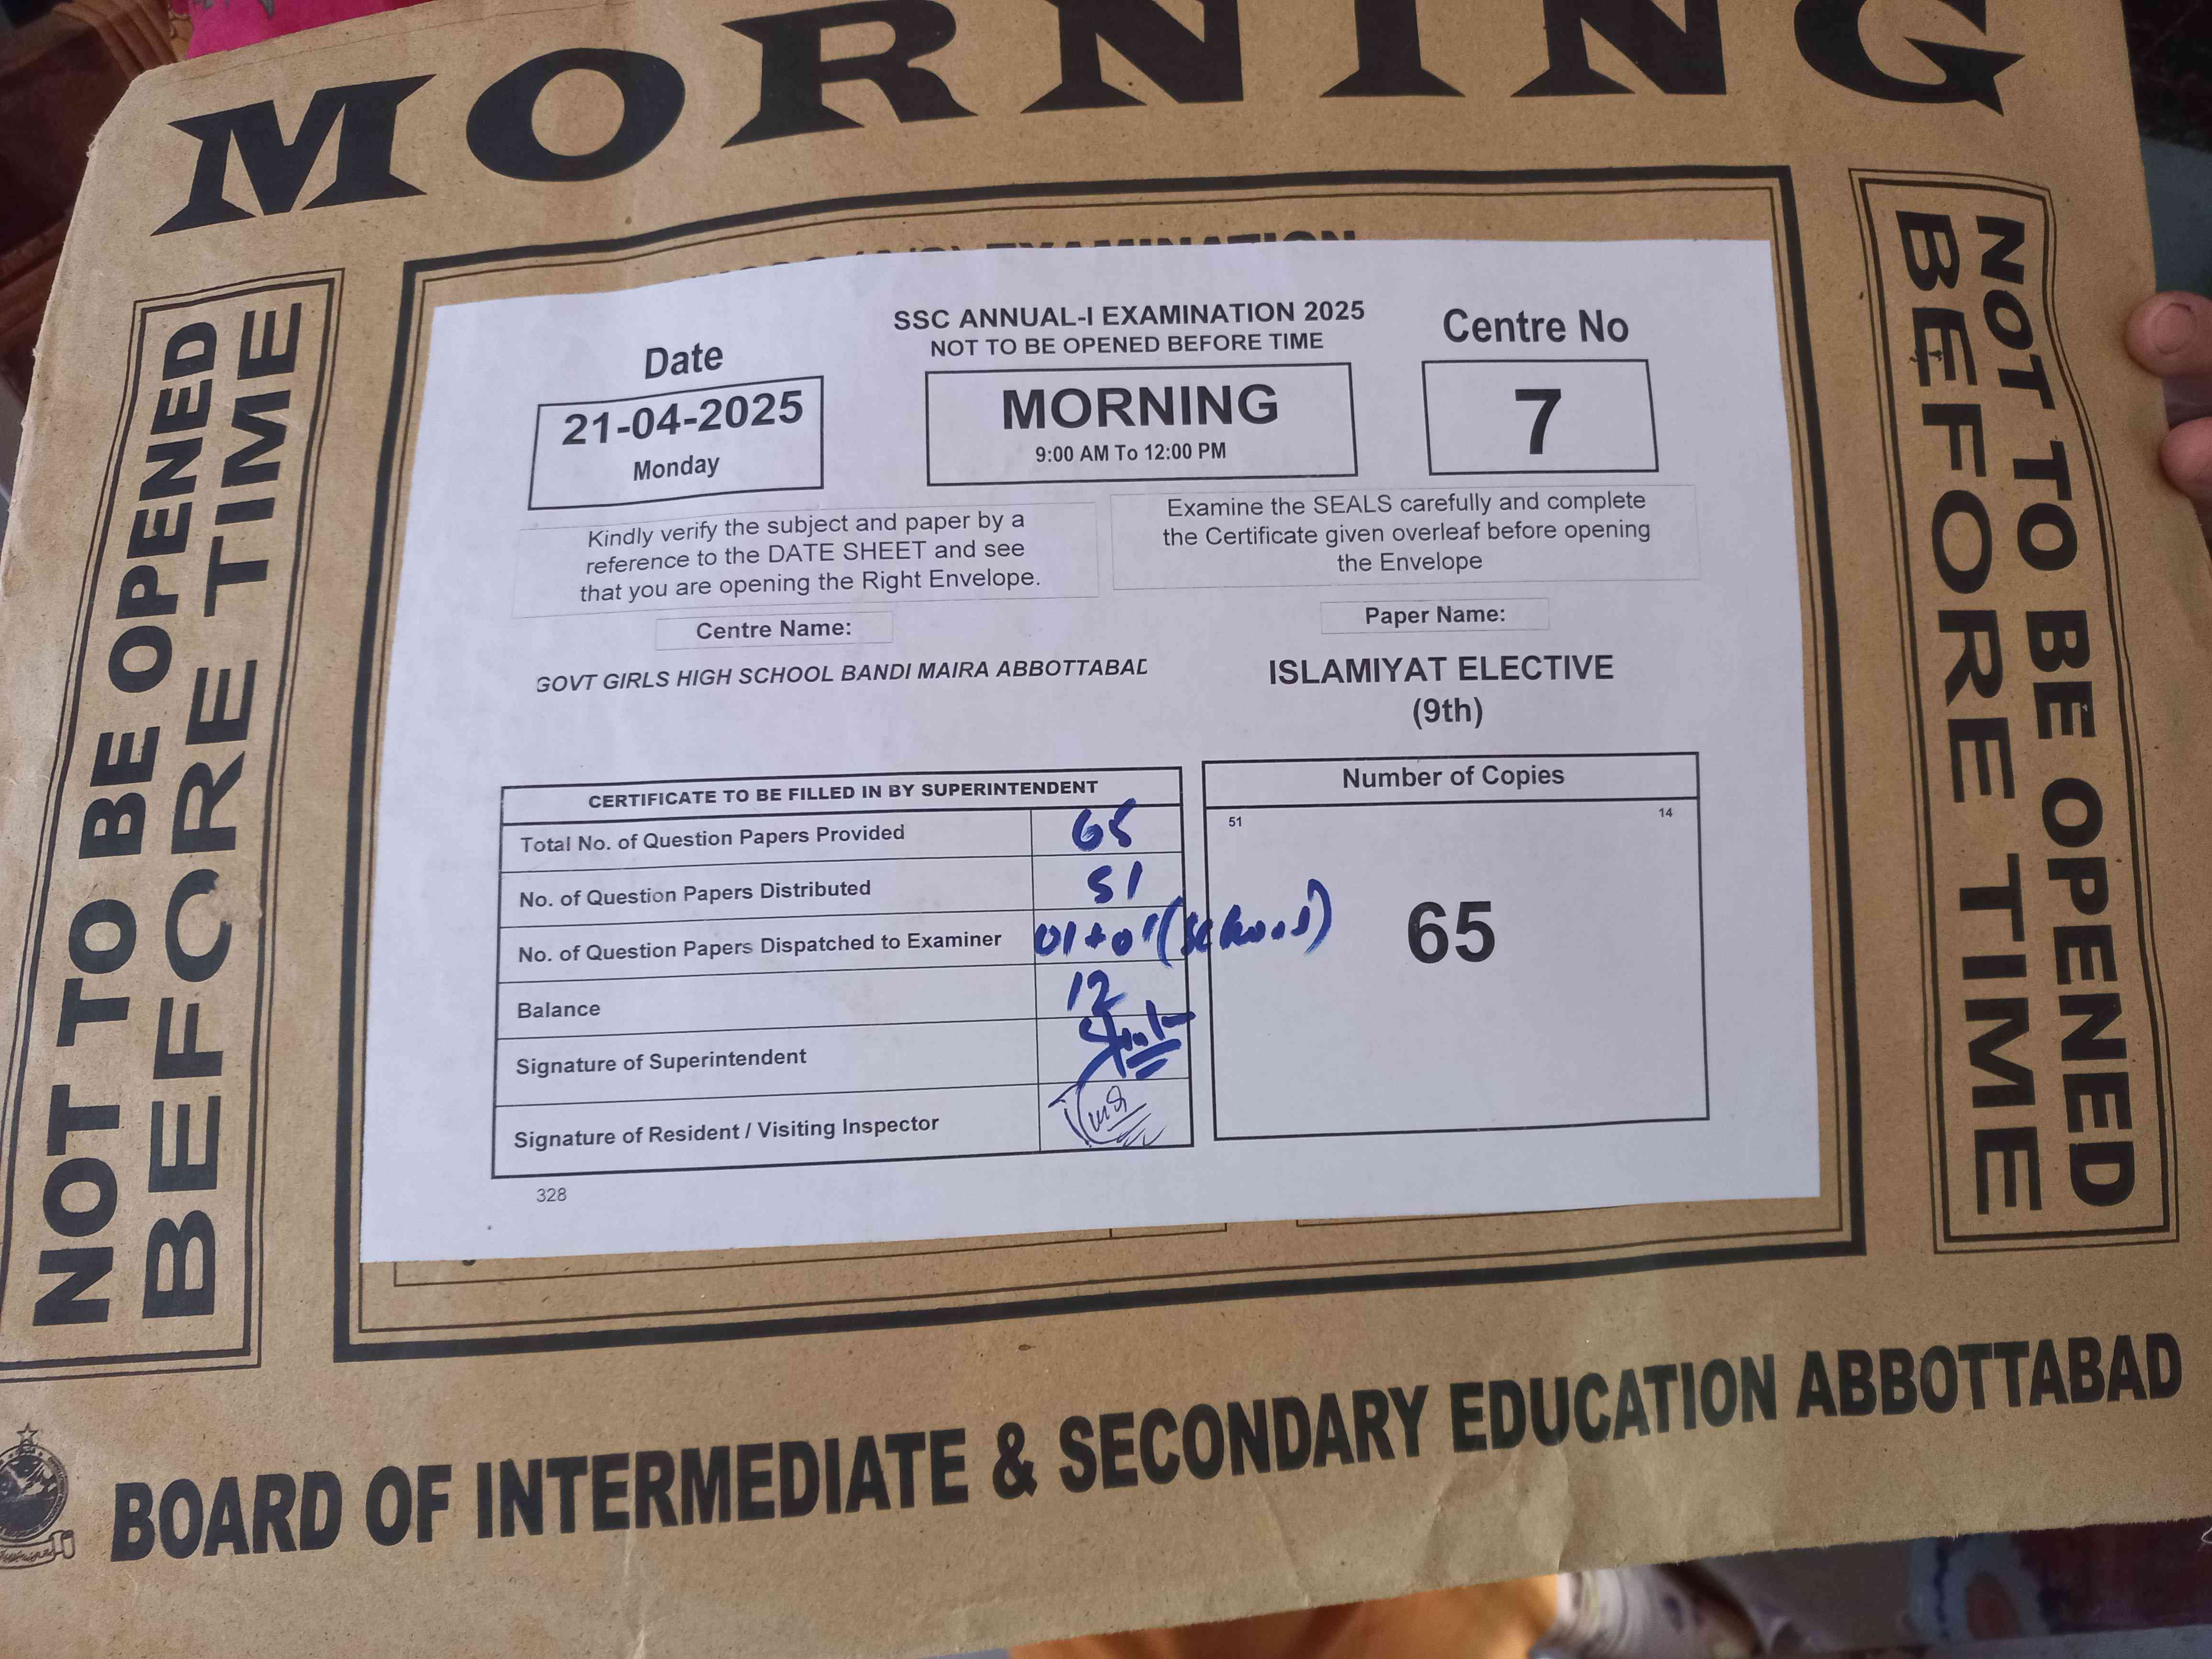 MORNING
NOT TO BE OPENED
BEFORE TIME
EXAMINATION
SSC ANNUAL-I EXAMINATION 2025
NOT TO BE OPENED BEFORE TIME
Date
21-04-2025
Monday
MORNING
9:00 AM To 12:00 PM
Centre No
7
Kindly verify the subject and paper by a
reference to the DATE SHEET and see
that you are opening the Right Envelope.
Examine the SEALS carefully and complete
the Certificate given overleaf before opening
the Envelope
Centre Name:
GOVT GIRLS HIGH SCHOOL BANDI MAIRA ABBOTTABAD
Paper Name:
ISLAMIYAT ELECTIVE
(9th)
CERTIFICATE TO BE FILLED IN BY SUPERINTENDENT
Total No. of Question Papers Provided 65
No. of Question Papers Distributed 51
No. of Question Papers Dispatched to Examiner 01+01 (school)
Balance 12
Signature of Superintendent
Signature of Resident / Visiting Inspector
Number of Copies
51 14
65
328
NOT TO BE OPENED
BEFORE TIME
BOARD OF INTERMEDIATE & SECONDARY EDUCATION ABBOTTABAD